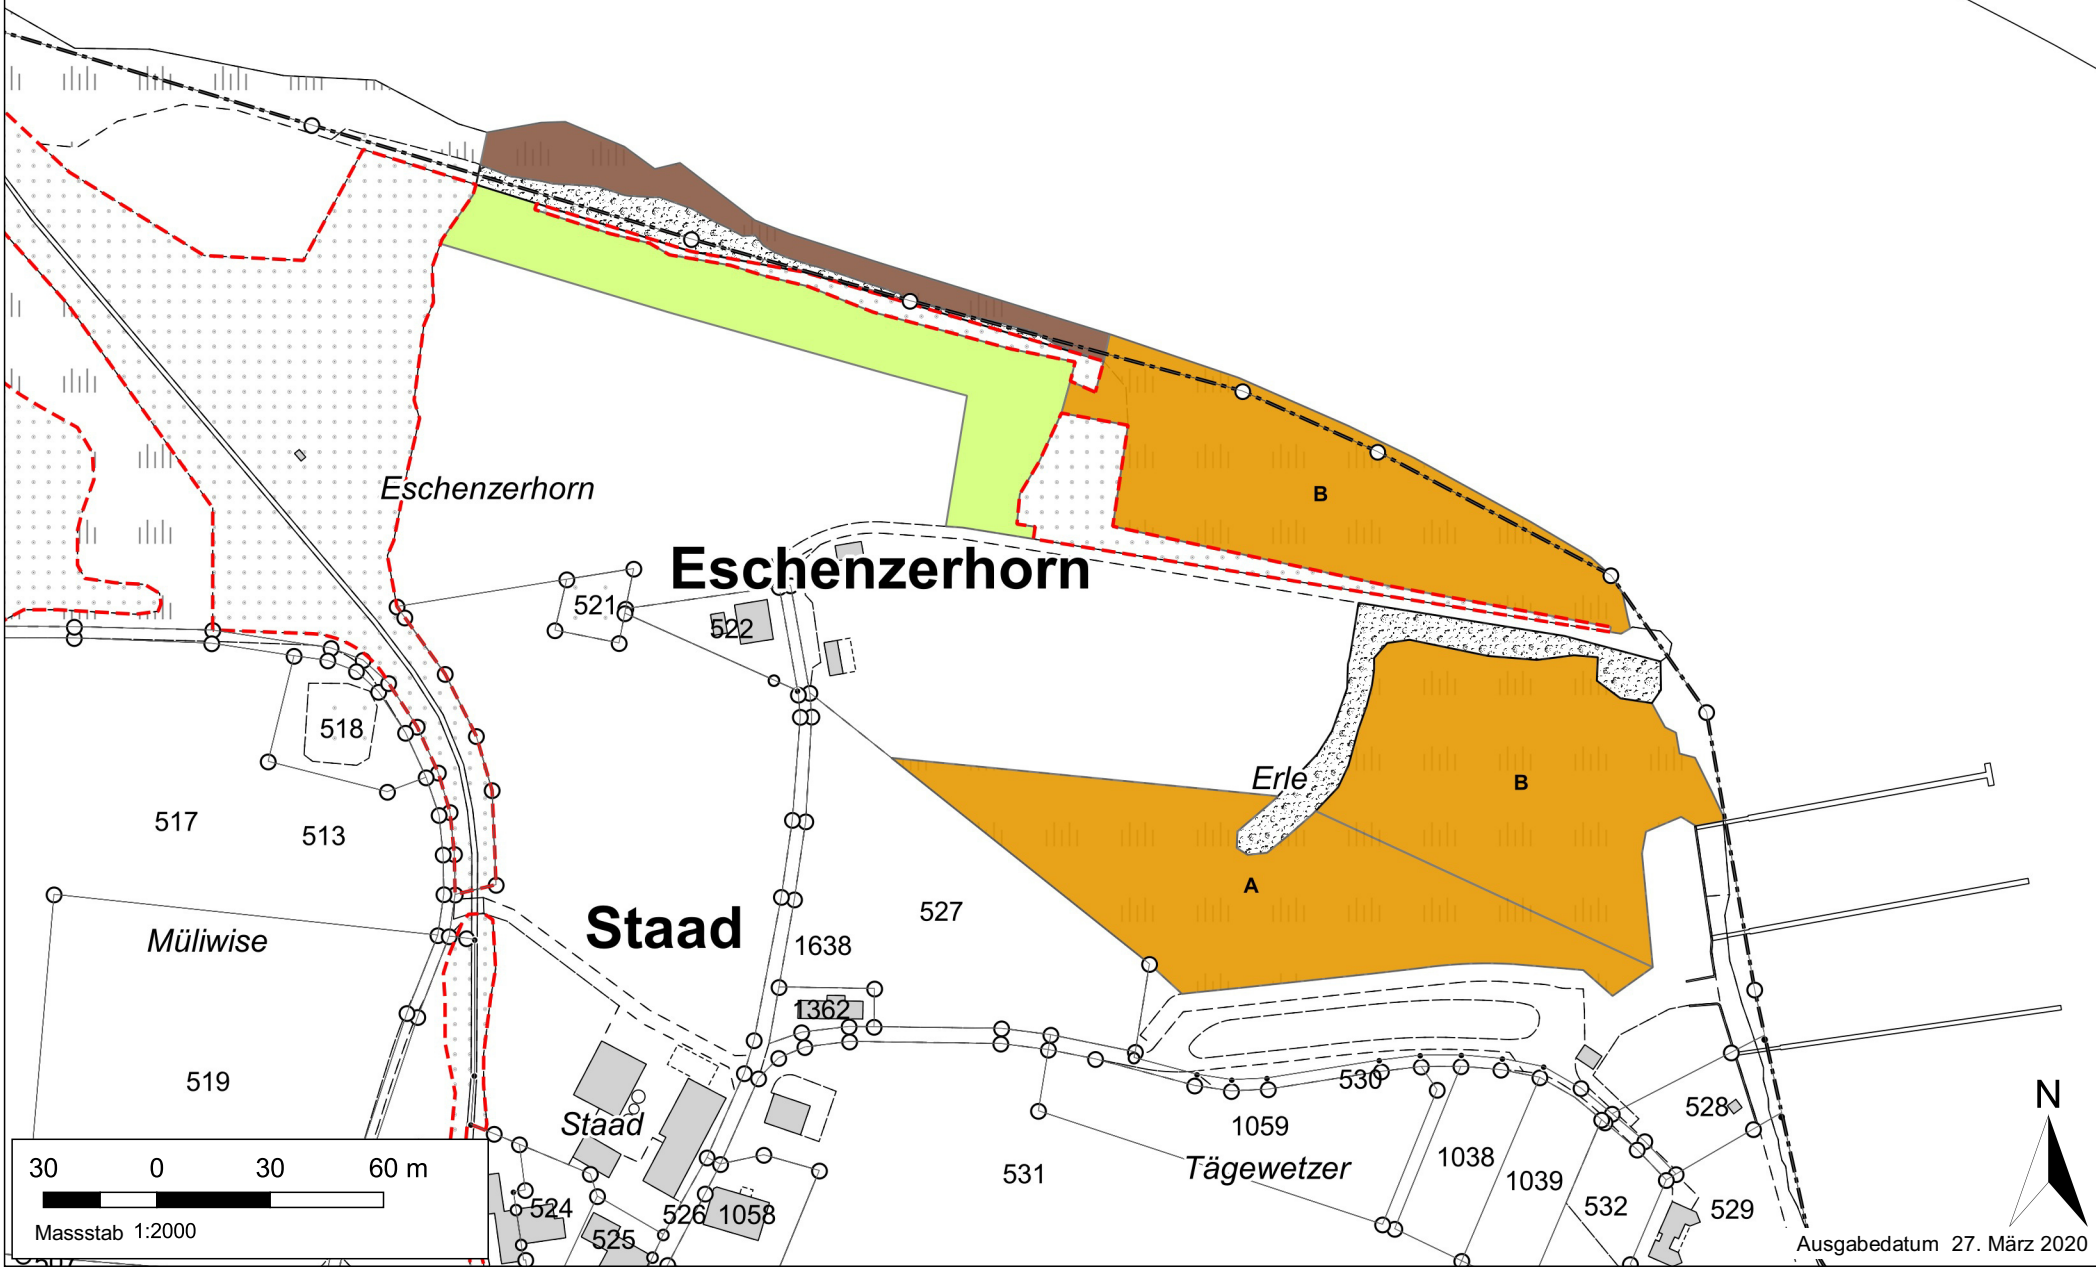 Eschenzerhorn
B
Eschenzerhorn
521
522
518
Erle
B
517
513
A
527
Staad
Müliwise
1638
1362
519
530
528
Staad
1059
Tägewetzer
1038
531
1039
532
529
524
526
1058
525
N
30 0 30 60 m
Massstab 1:2000
Ausgabedatum 27. März 2020